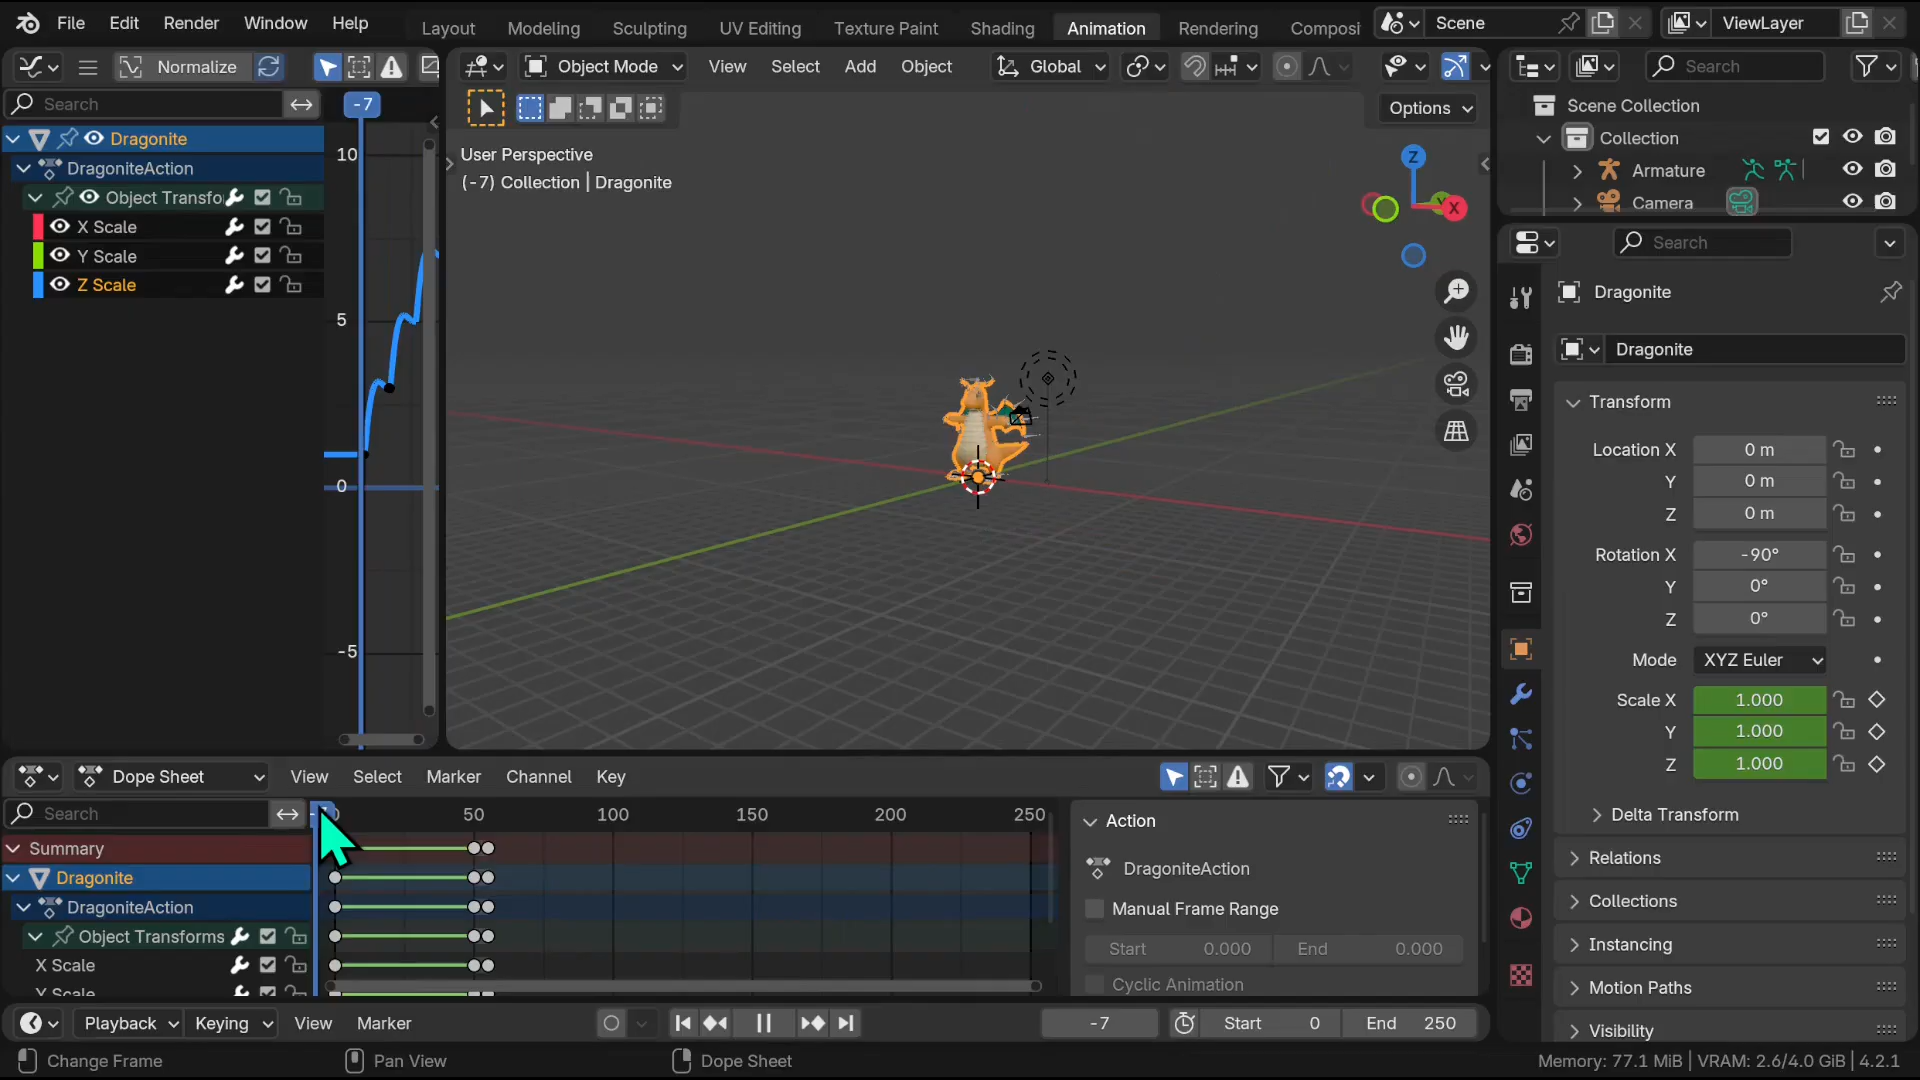 File Edit Render Window Help Layout Modeling Sculpting UV Editing Texture Paint Shading Animation Rendering Composi Scene ViewLayer
Normalize Object Mode View Select Add Object Global Search
Search -7 Options
User Perspective
(-7) Collection | Dragonite
Z
X
10
5
0
-5
Dragonite
DragoniteAction
Object Transfo
X Scale
Y Scale
Z Scale
Scene Collection
Collection
Armature
Camera
Search
Dragonite
Dragonite
Transform
Location X 0 m
Y 0 m
Z 0 m
Rotation X -90°
Y 0°
Z 0°
Mode XYZ Euler
Scale X 1.000
Y 1.000
Z 1.000
Delta Transform
Relations
Collections
Instancing
Motion Paths
Visibility
Dope Sheet View Select Marker Channel Key
Search 50 100 150 200 250
Summary
Dragonite
DragoniteAction
Object Transforms
X Scale
Y Scale
Action
DragoniteAction
Manual Frame Range
Start 0.000 End 0.000
Cyclic Animation
Playback Keying View Marker -7 Start 0 End 250
Change Frame Pan View Dope Sheet Memory: 77.1 MiB | VRAM: 2.6/4.0 GiB | 4.2.1